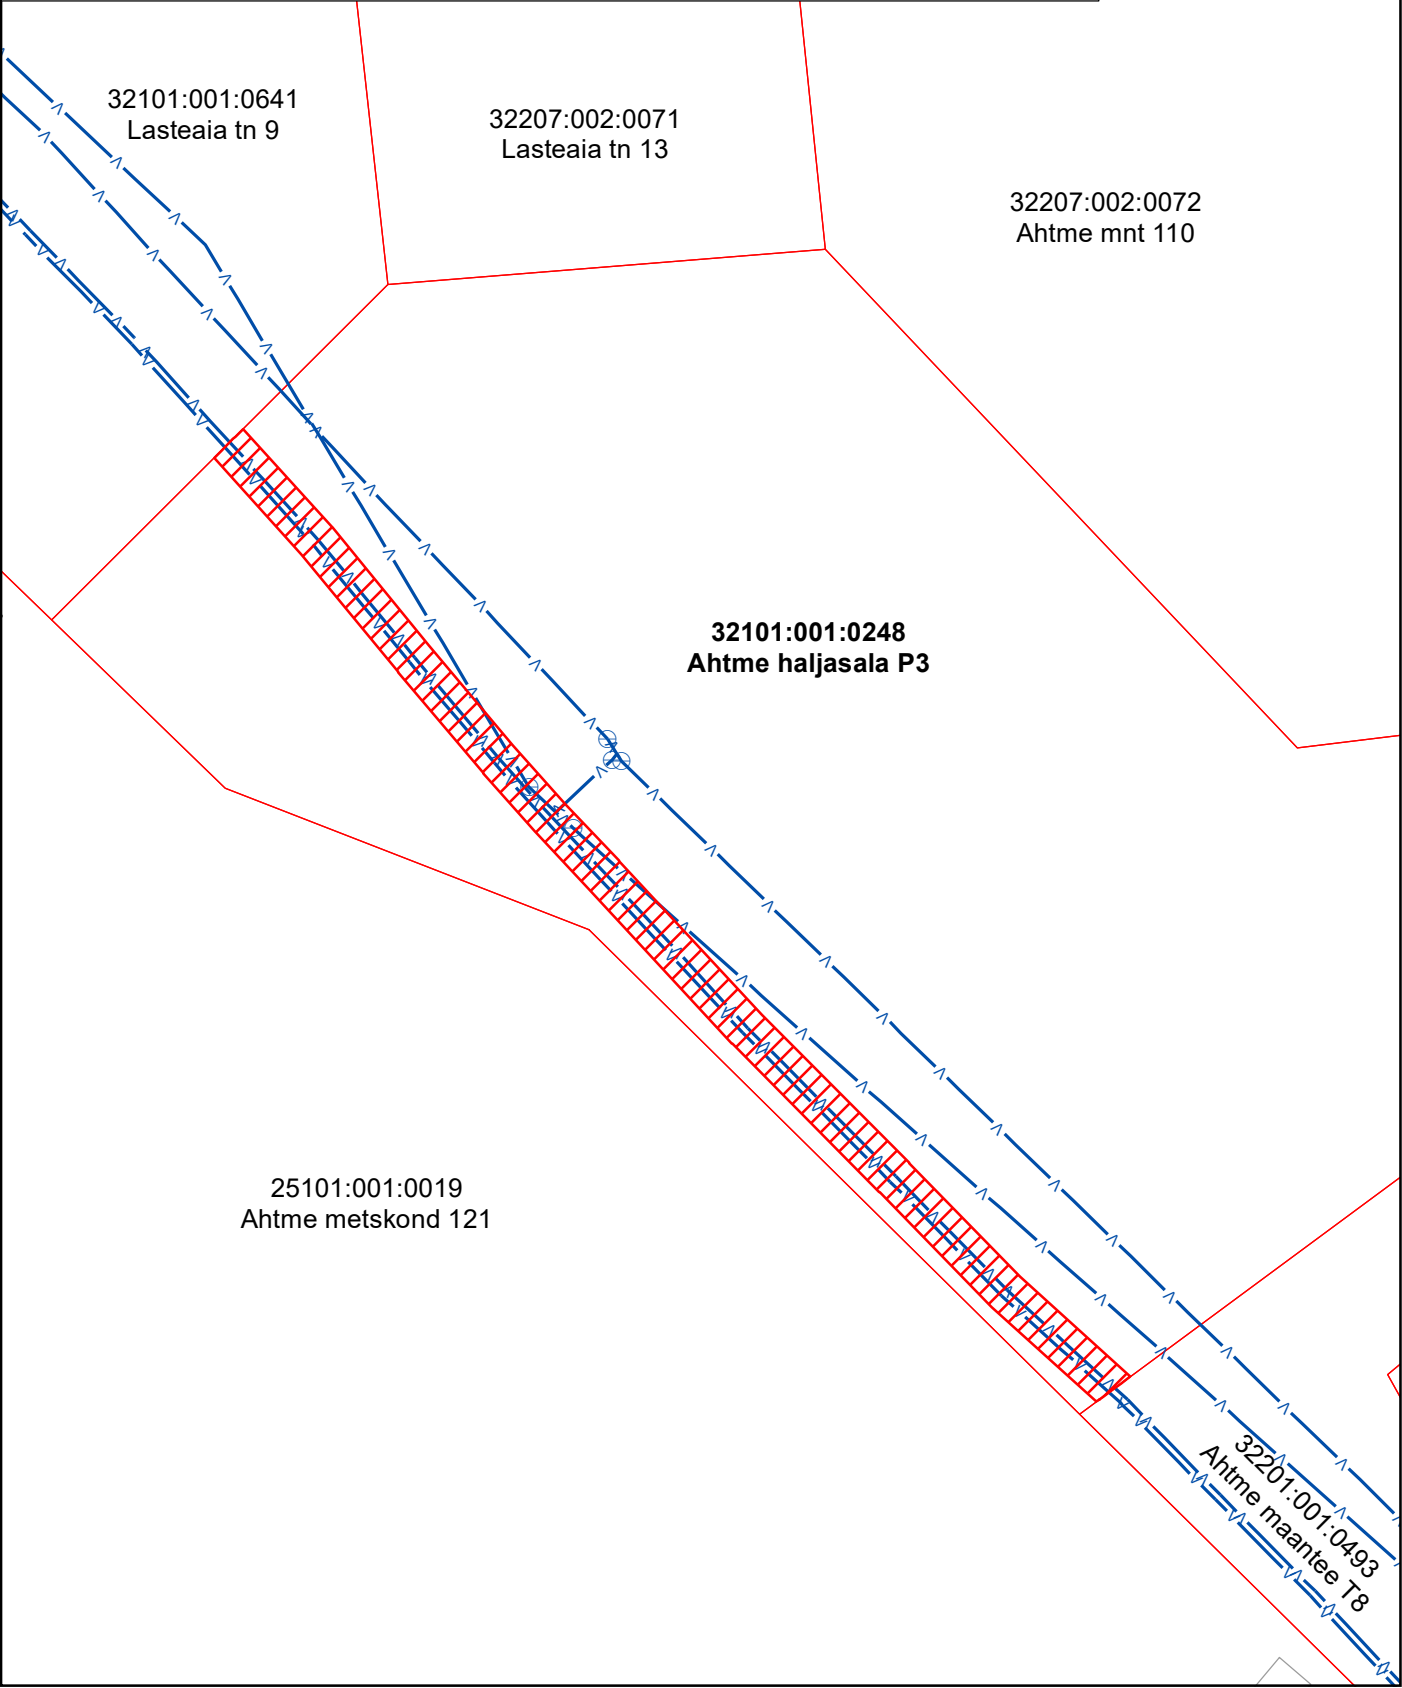 32101:001:0641
Lasteaia tn 9
32207:002:0071
Lasteaia tn 13
32207:002:0072
Ahtme mnt 110
32101:001:0248
Ahtme haljasala P3
25101:001:0019
Ahtme metskond 121
32201:001:0493
Ahtme maantee T8